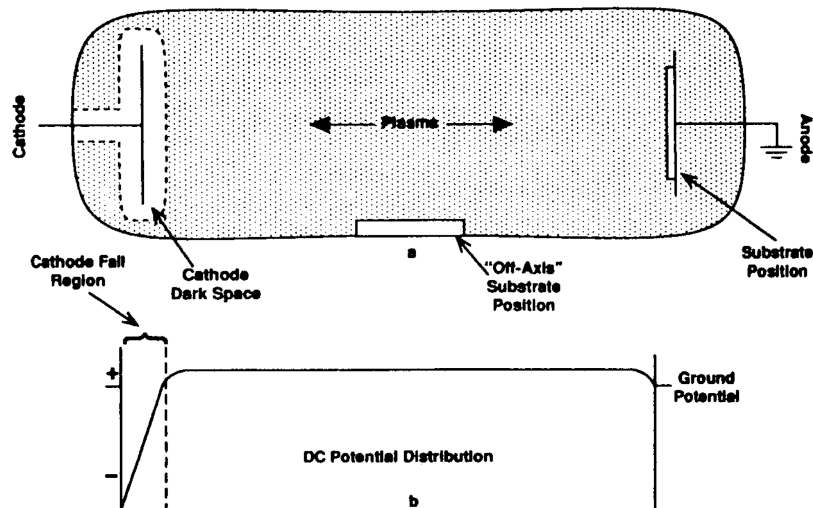 Cathode
Plasma
Anode
a
"Off-Axis"
Substrate
Position
Substrate
Position
Cathode Fall
Region
Cathode
Dark Space
+
Ground
Potential
DC Potential Distribution
−
b